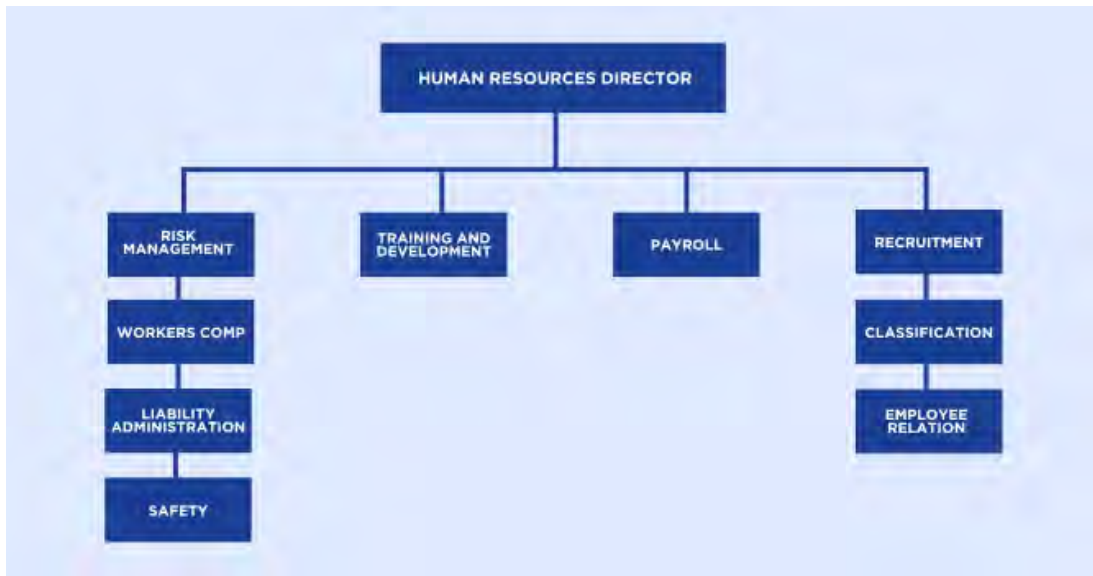 HUMAN RESOURCES DIRECTOR
RISK
MANAGEMENT
TRAINING AND
DEVELOPMENT
PAYROLL
RECRUITMENT
WORKERS COMP
CLASSIFICATION
LIABILITY
ADMINISTRATION
EMPLOYEE
RELATION
SAFETY